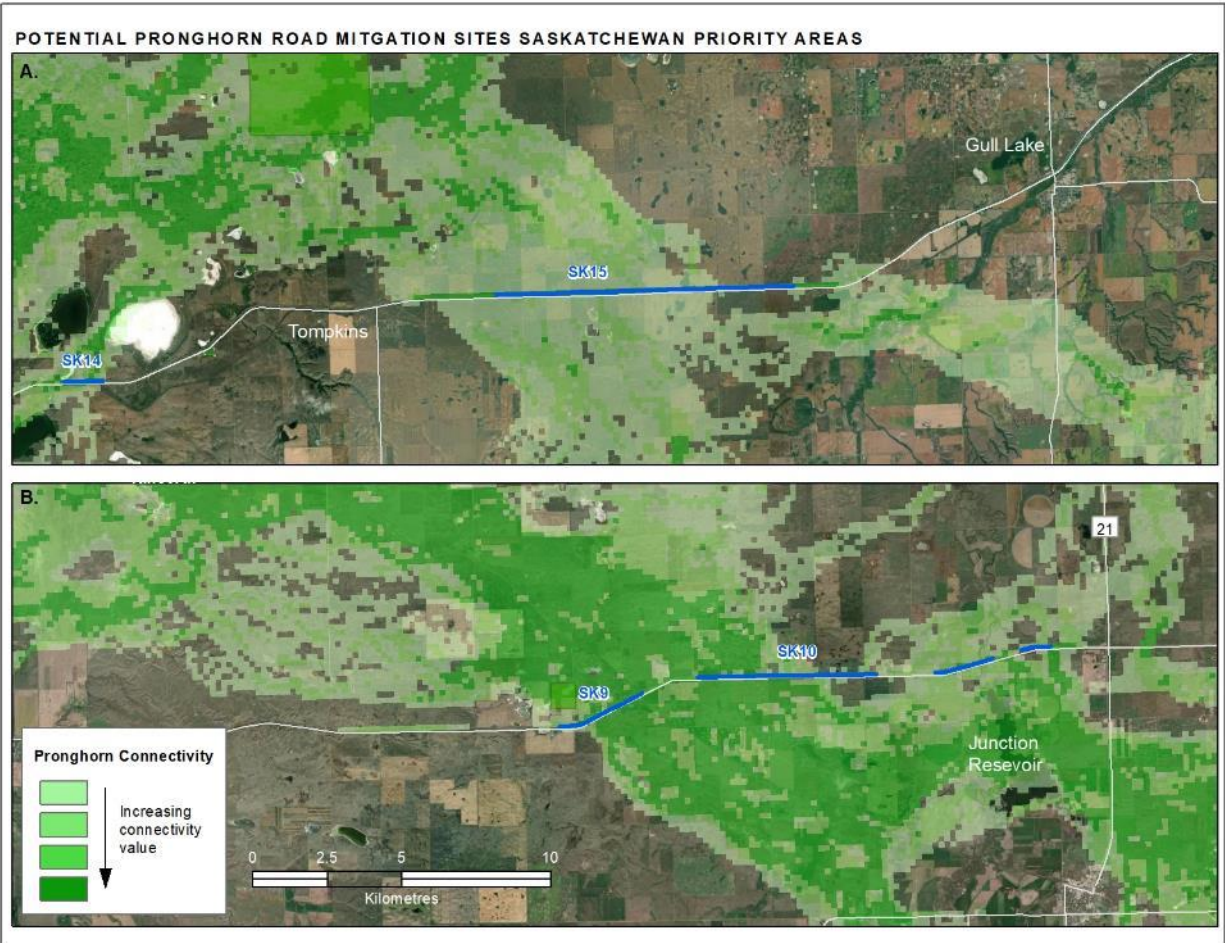 POTENTIAL PRONGHORN ROAD MITGATION SITES SASKATCHEWAN PRIORITY AREAS
A.
Gull Lake
SK15
Tompkins
SK14
B.
21
SK10
SK9
Junction
Resevoir
Pronghorn Connectivity
Increasing
connectivity
value
0 2.5 5 10
Kilometres